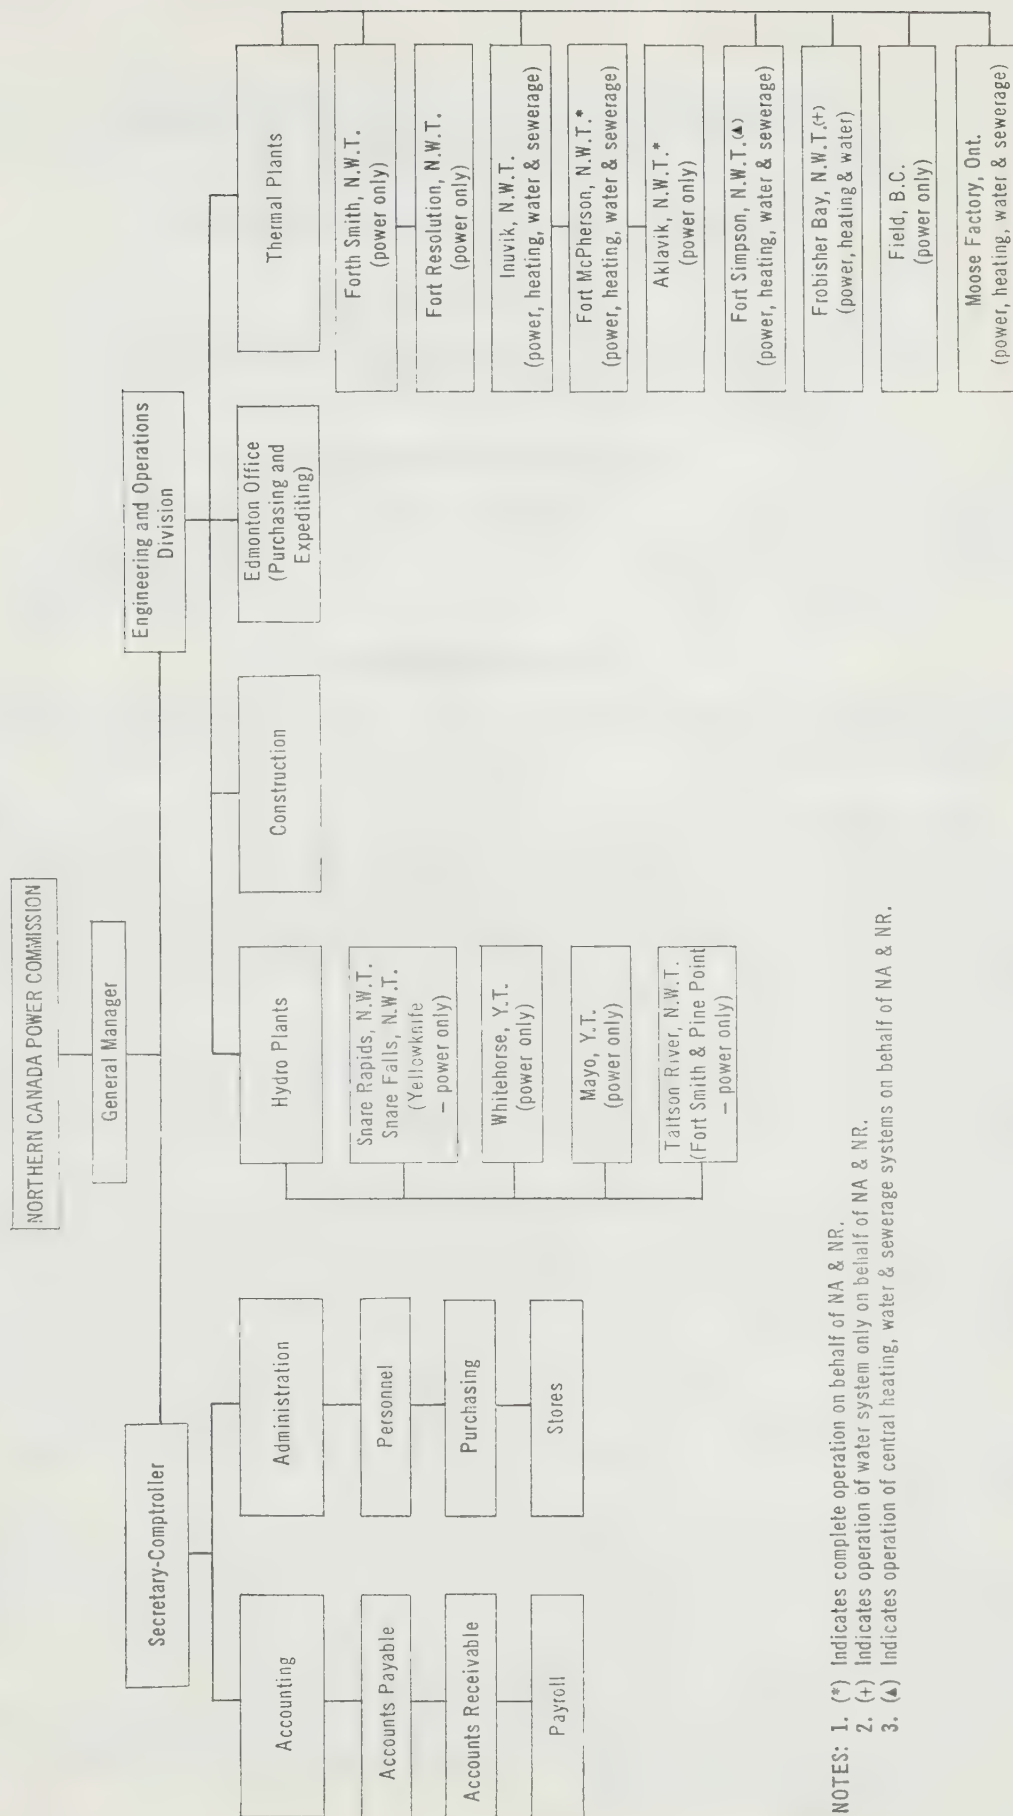 NORTHERN CANADA POWER COMMISSION
General Manager
Secretary-Comptroller
Engineering and Operations
Division
Accounting
Accounts Payable
Accounts Receivable
Payroll
Administration
Personnel
Purchasing
Stores
Hydro Plants
Snare Rapids, N.W.T.
Snare Falls, N.W.T.
(Yellowknife
– power only)
Whitehorse, Y.T.
(power only)
Mayo, Y.T.
(power only)
Taltson River, N.W.T.
(Fort Smith & Pine Point
– power only)
Construction
Edmonton Office
(Purchasing and
Expediting)
Thermal Plants
Forth Smith, N.W.T.
(power only)
Fort Resolution, N.W.T.
(power only)
Inuvik, N.W.T.
(power, heating, water & sewerage)
Fort McPherson, N.W.T.*
(power, heating, water & sewerage)
Aklavik, N.W.T.*
(power only)
Fort Simpson, N.W.T.(▲)
(power, heating, water & sewerage)
Frobisher Bay, N.W.T.(+)
(power, heating & water)
Field, B.C.
(power only)
Moose Factory, Ont.
(power, heating, water & sewerage)
NOTES: 1. (*) Indicates complete operation on behalf of NA & NR.
2. (+) Indicates operation of water system only on behalf of NA & NR.
3. (▲) Indicates operation of central heating, water & sewerage systems on behalf of NA & NR.